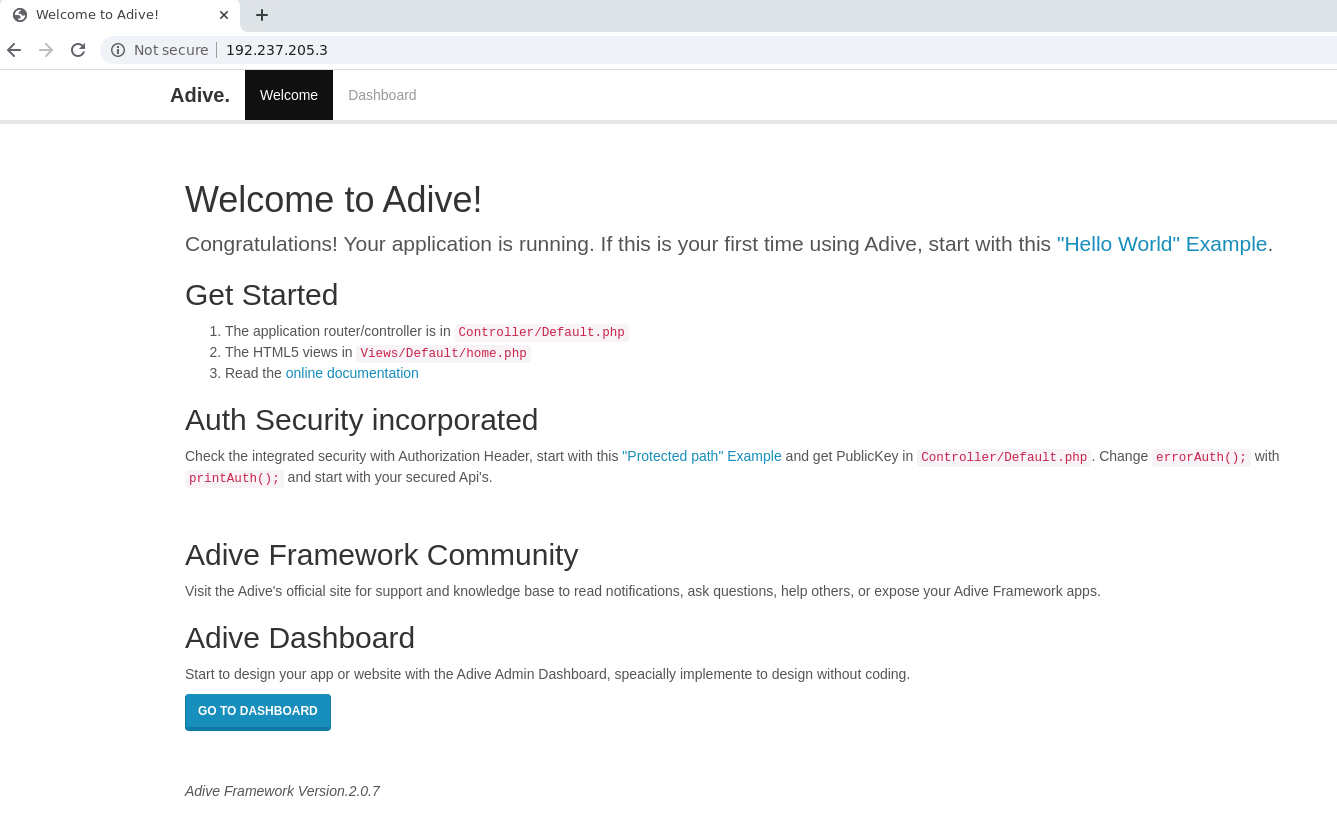 Welcome to Adive!
Not secure 192.237.205.3
Adive. Welcome Dashboard
Welcome to Adive!
Congratulations! Your application is running. If this is your first time using Adive, start with this "Hello World" Example.
Get Started
1. The application router/controller is in Controller/Default.php
2. The HTML5 views in Views/Default/home.php
3. Read the online documentation
Auth Security incorporated
Check the integrated security with Authorization Header, start with this "Protected path" Example and get PublicKey in Controller/Default.php. Change errorAuth(); with
printAuth(); and start with your secured Api's.
Adive Framework Community
Visit the Adive's official site for support and knowledge base to read notifications, ask questions, help others, or expose your Adive Framework apps.
Adive Dashboard
Start to design your app or website with the Adive Admin Dashboard, speacially implemente to design without coding.
GO TO DASHBOARD
Adive Framework Version.2.0.7